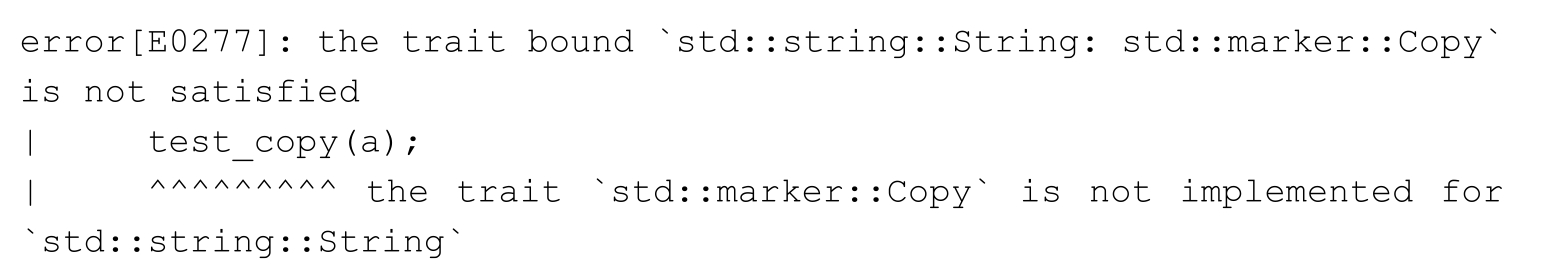 error[E0277]: the trait bound `std::string::String: std::marker::Copy`
is not satisfied
|     test_copy(a);
|     ^^^^^^^^^ the trait `std::marker::Copy` is not implemented for
`std::string::String`